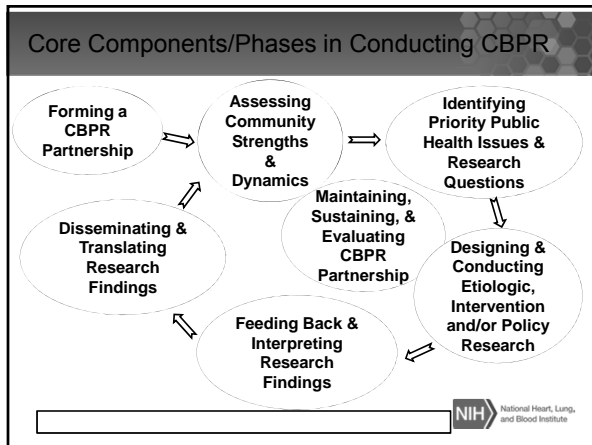 Core Components/Phases in Conducting CBPR
Forming a
CBPR
Partnership
Assessing
Community
Strengths
&
Dynamics
Identifying
Priority Public
Health Issues &
Research
Questions
Maintaining,
Sustaining, &
Evaluating
CBPR
Partnership
Designing &
Conducting
Etiologic,
Intervention
and/or Policy
Research
Feeding Back &
Interpreting
Research
Findings
Disseminating &
Translating
Research
Findings
NIH
National Heart, Lung,
and Blood Institute